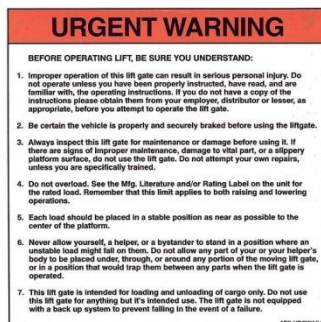 URGENT WARNING
BEFORE OPERATING LIFT, BE SURE YOU UNDERSTAND:
1. Improper operation of this lift gate can result in serious personal injury. Do
not operate unless you have been properly instructed, have read, and are
familiar with, the operating instructions. If you do not have a copy of the
instructions please obtain them from your employer, distributor or lesser, as
appropriate, before you attempt to operate the lift gate.
2. Be certain the vehicle is properly and securely braked before using the liftgate.
3. Always inspect this lift gate for maintenance or damage before using it. If
there are signs of improper maintenance, damage to vital part, or a slippery
platform surface, do not use the lift gate. Do not attempt your own repairs,
unless you are specifically trained.
4. Do not overload. See the Mfg. Literature and/or Rating Label on the unit for
the rated load. Remember that this limit applies to both raising and lowering
operations.
5. Each load should be placed in a stable position as near as possible to the
center of the platform.
6. Never allow yourself, a helper, or a bystander to stand in a position where an
unstable load might fall on them. Do not allow any part of your or your helper's
body to be placed under, through, or around any portion of the moving lift gate,
or in a position that would trap them between any parts when the lift gate is
operated.
7. This lift gate is intended for loading and unloading of cargo only. Do not use
this lift gate for anything but it's intended use. The lift gate is not equipped
with a back up system to prevent falling in the event of a failure.